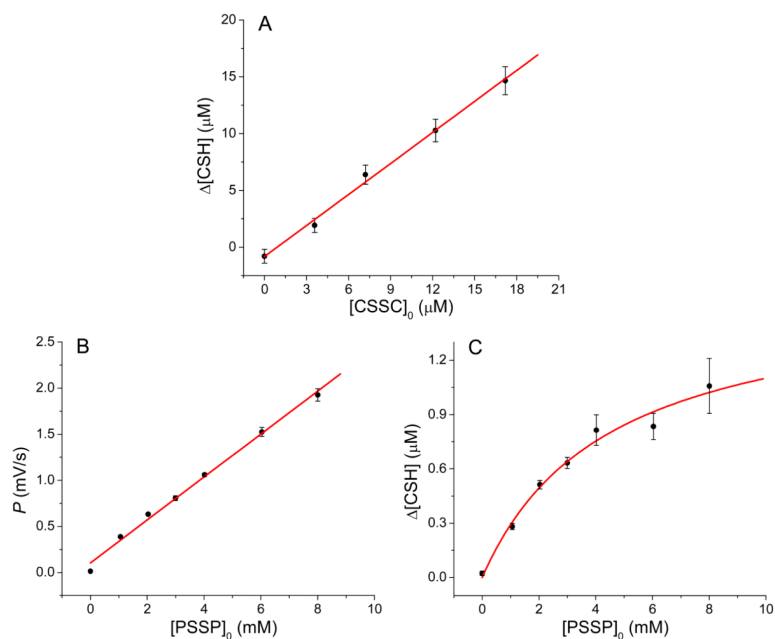 A
20
15
10
5
0
Δ[CSH] (μM)
0 3 6 9 12 15 18 21
[CSSC]0 (μM)
B
2.5
2.0
1.5
1.0
0.5
0.0
P (mV/s)
0 2 4 6 8 10
[PSSP]0 (mM)
C
1.2
0.9
0.6
0.3
0.0
Δ[CSH] (μM)
0 2 4 6 8 10
[PSSP]0 (mM)